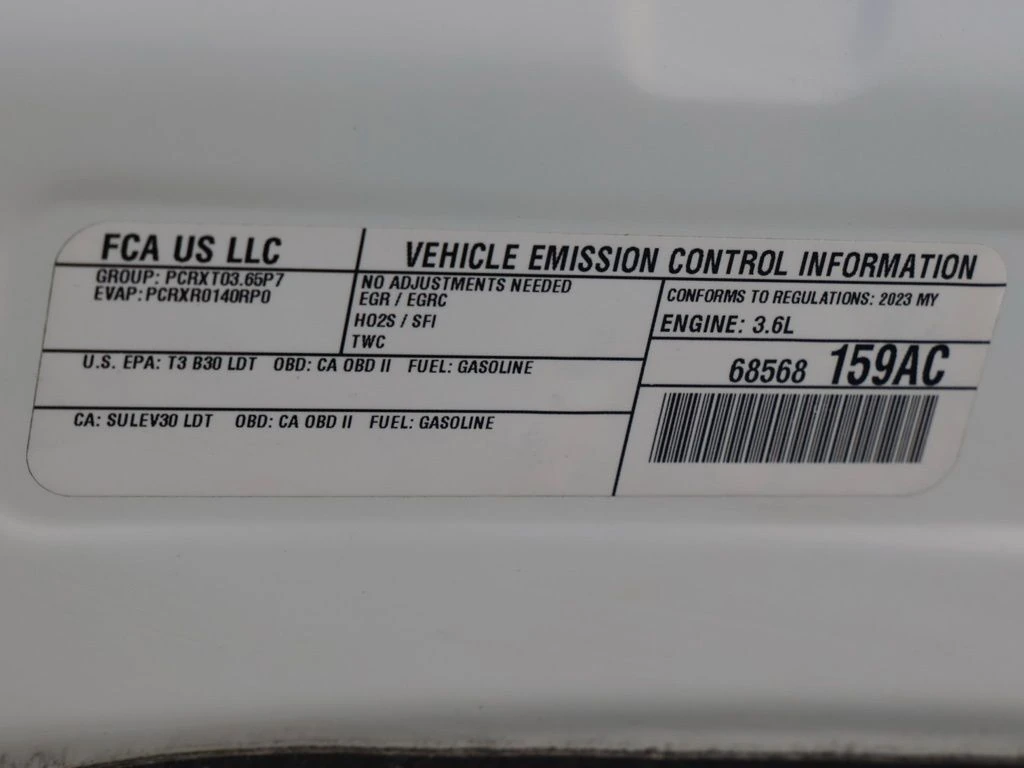 FCA US LLC
VEHICLE EMISSION CONTROL INFORMATION
GROUP: PCRXT03.65P7
EVAP: PCRXR0140RP0
NO ADJUSTMENTS NEEDED
EGR / EGRC
HO2S / SFI
TWC
CONFORMS TO REGULATIONS: 2023 MY
ENGINE: 3.6L
U.S. EPA: T3 B30 LDT OBD: CA OBD II FUEL: GASOLINE
68568 159AC
CA: SULEV30 LDT OBD: CA OBD II FUEL: GASOLINE